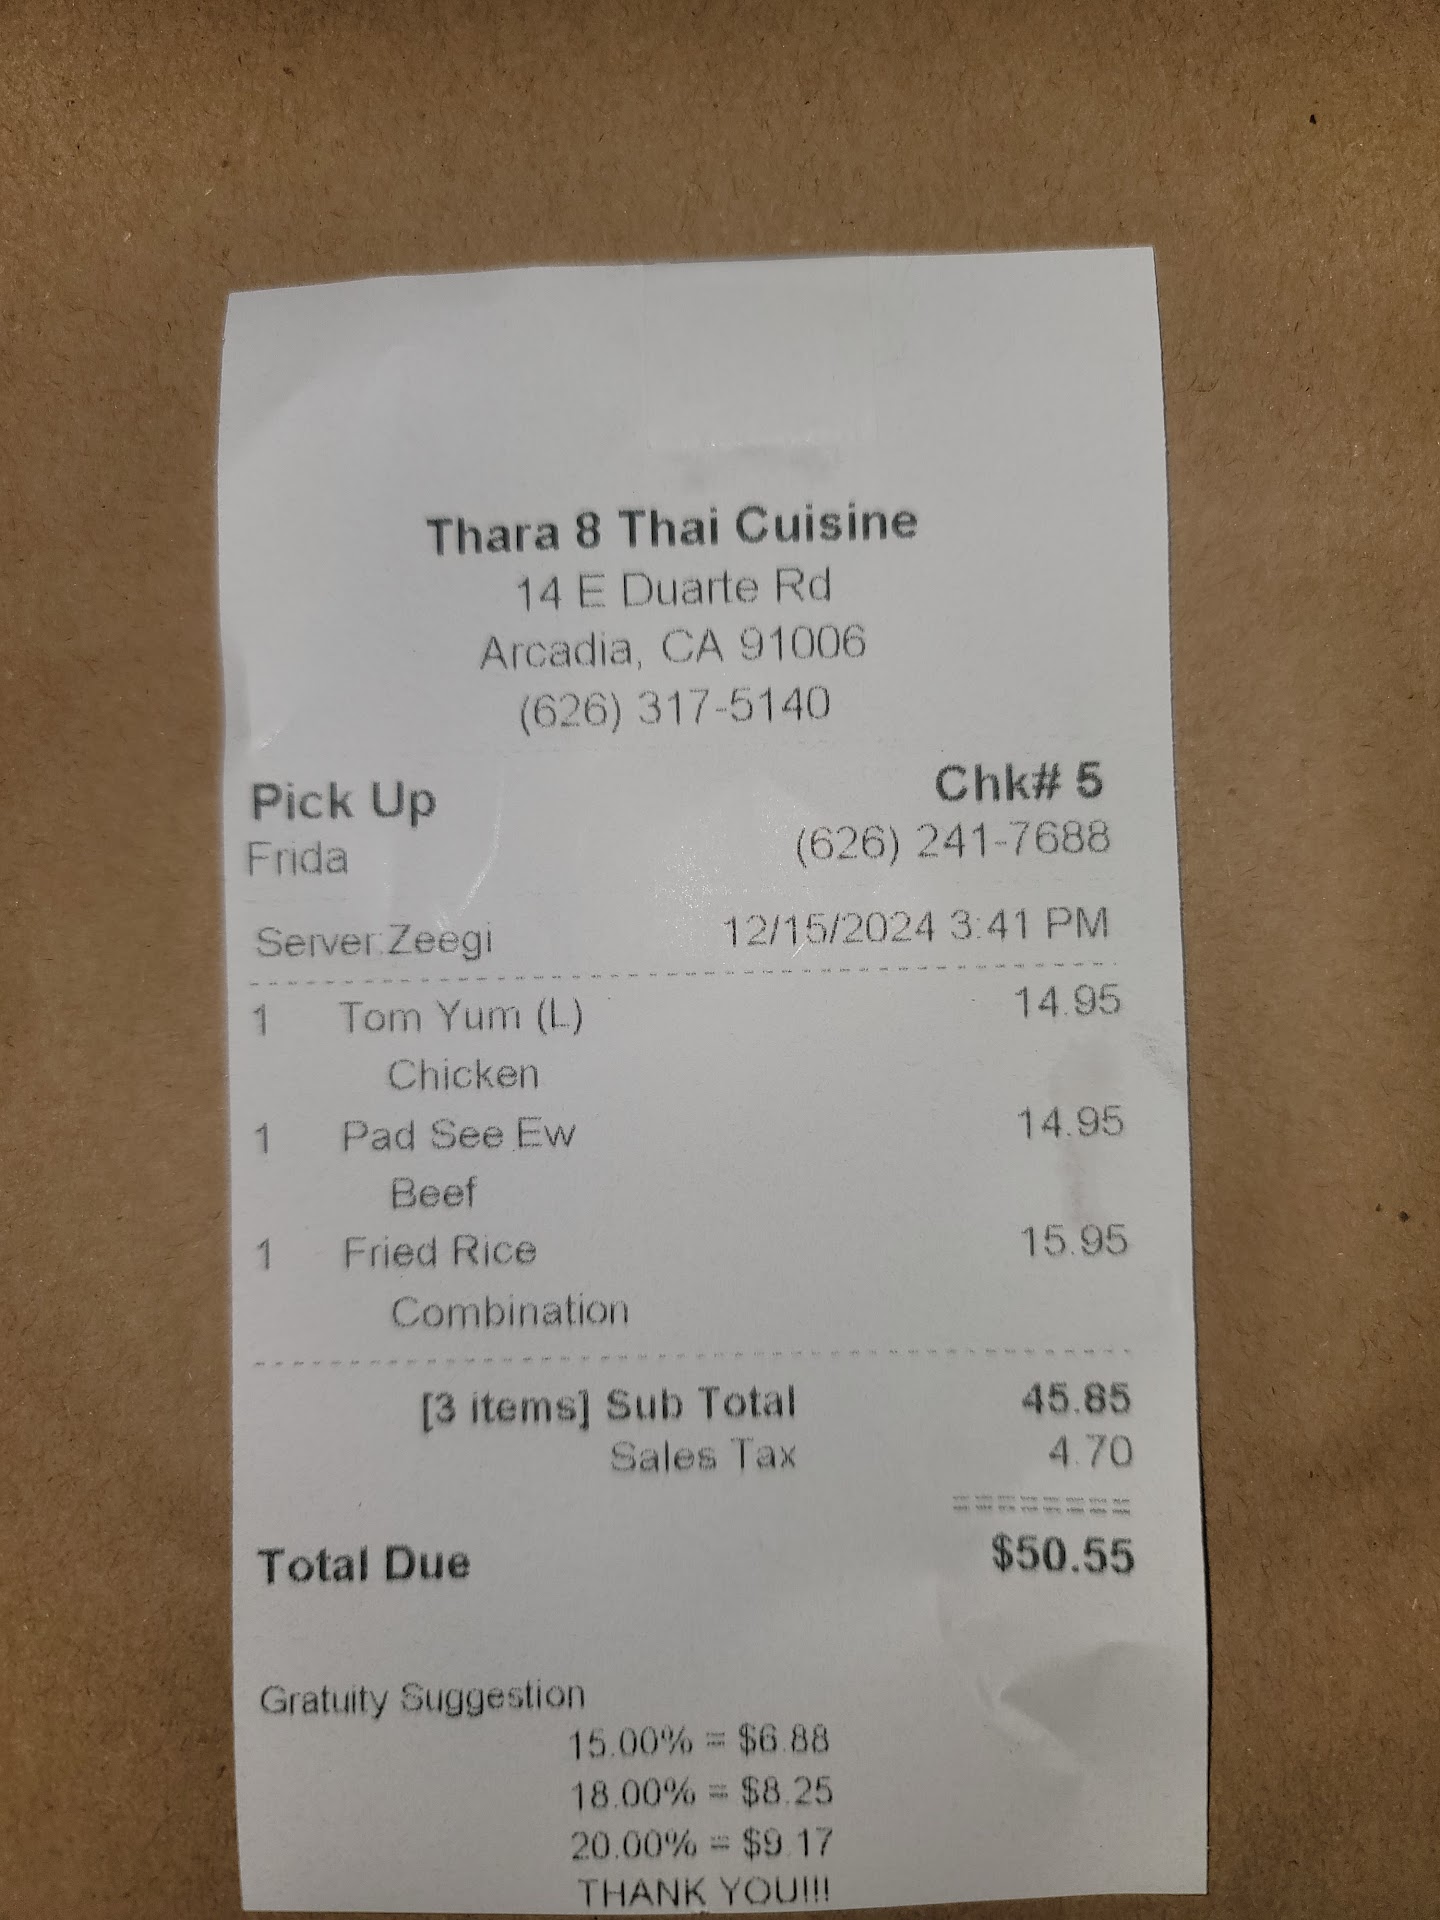 Thara 8 Thai Cuisine
14 E Duarte Rd
Arcadia, CA 91006
(626) 317-5140
Pick Up Chk# 5
Frida (626) 241-7688
Server:Zeegi 12/15/2024 3:41 PM
1 Tom Yum (L) 14.95
Chicken
1 Pad See Ew 14.95
Beef
1 Fried Rice 15.95
Combination
[3 items] Sub Total 45.85
Sales Tax 4.70
========
Total Due $50.55
Gratuity Suggestion
15.00% = $6.88
18.00% = $8.25
20.00% = $9.17
THANK YOU!!!